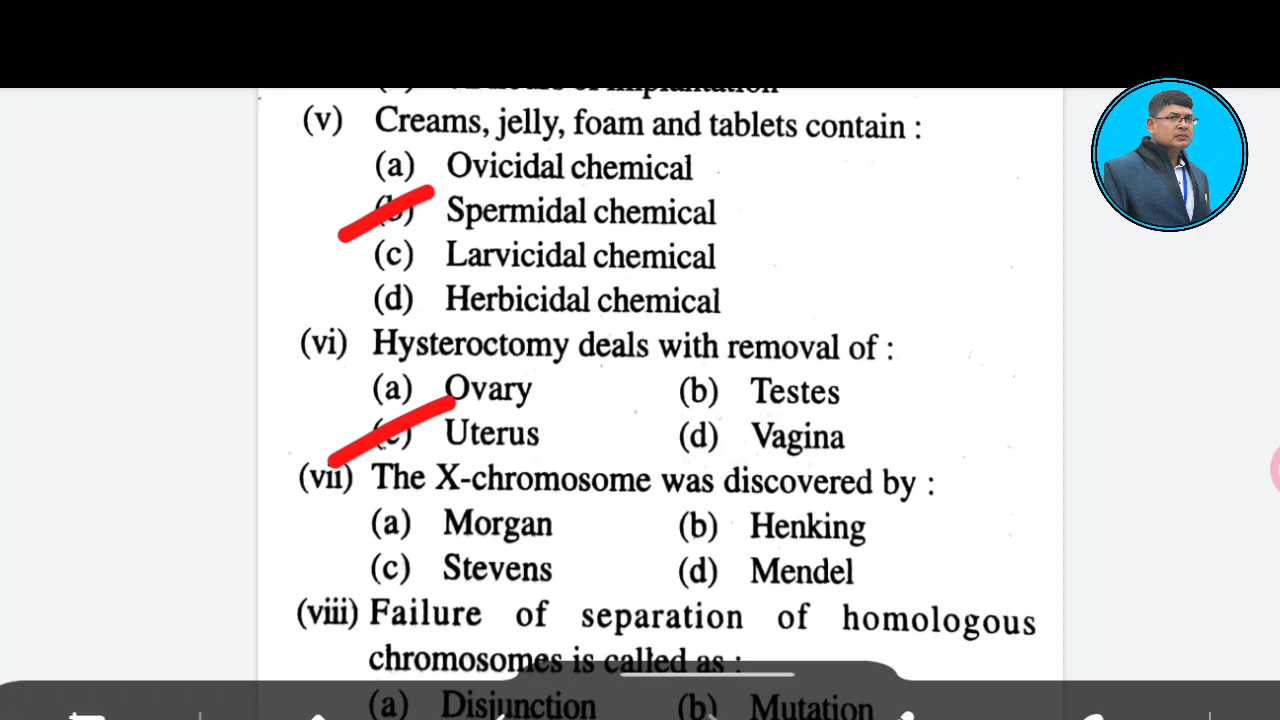 of implantation
(v) Creams, jelly, foam and tablets contain :
(a) Ovicidal chemical
(b) Spermidal chemical
(c) Larvicidal chemical
(d) Herbicidal chemical
(vi) Hysteroctomy deals with removal of :
(a) Ovary (b) Testes
(c) Uterus (d) Vagina
(vii) The X-chromosome was discovered by :
(a) Morgan (b) Henking
(c) Stevens (d) Mendel
(viii) Failure of separation of homologous
chromosomes is called as :
(a) Disjunction (b) Mutation